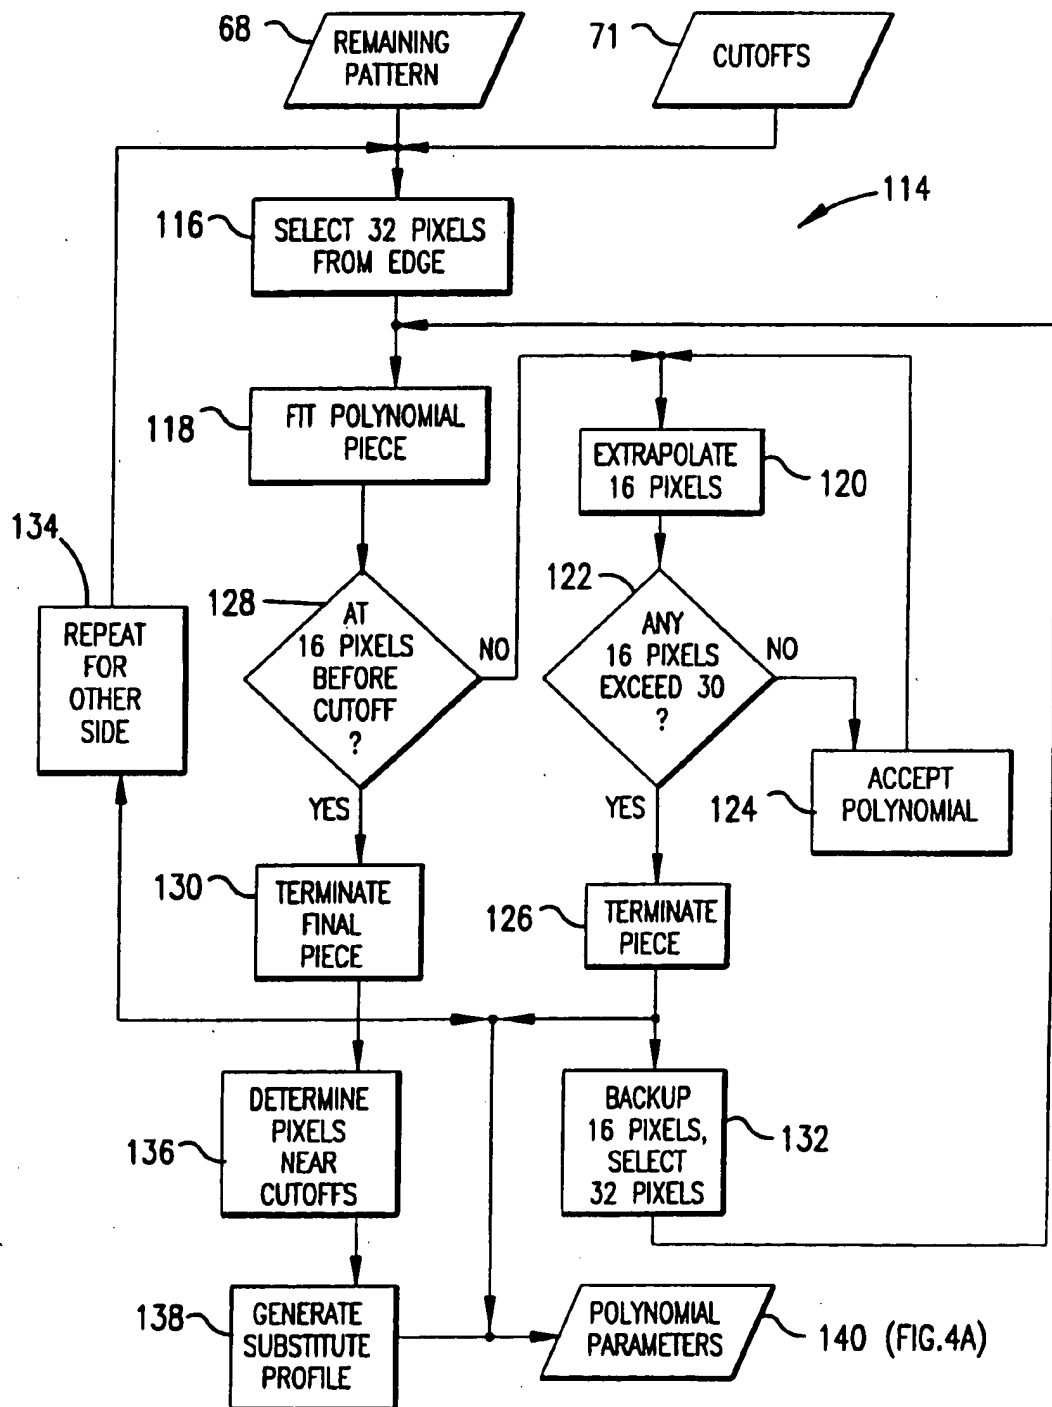 68
REMAINING
PATTERN
71
CUTOFFS
114
116
SELECT 32 PIXELS
FROM EDGE
118
FIT POLYNOMIAL
PIECE
EXTRAPOLATE
16 PIXELS
120
134
REPEAT
FOR
OTHER
SIDE
128
AT
16 PIXELS
BEFORE
CUTOFF
?
NO
YES
122
ANY
16 PIXELS
EXCEED 30
?
NO
YES
124
ACCEPT
POLYNOMIAL
130
TERMINATE
FINAL
PIECE
126
TERMINATE
PIECE
136
DETERMINE
PIXELS
NEAR
CUTOFFS
BACKUP
16 PIXELS,
SELECT
32 PIXELS
132
138
GENERATE
SUBSTITUTE
PROFILE
POLYNOMIAL
PARAMETERS
140 (FIG.4A)